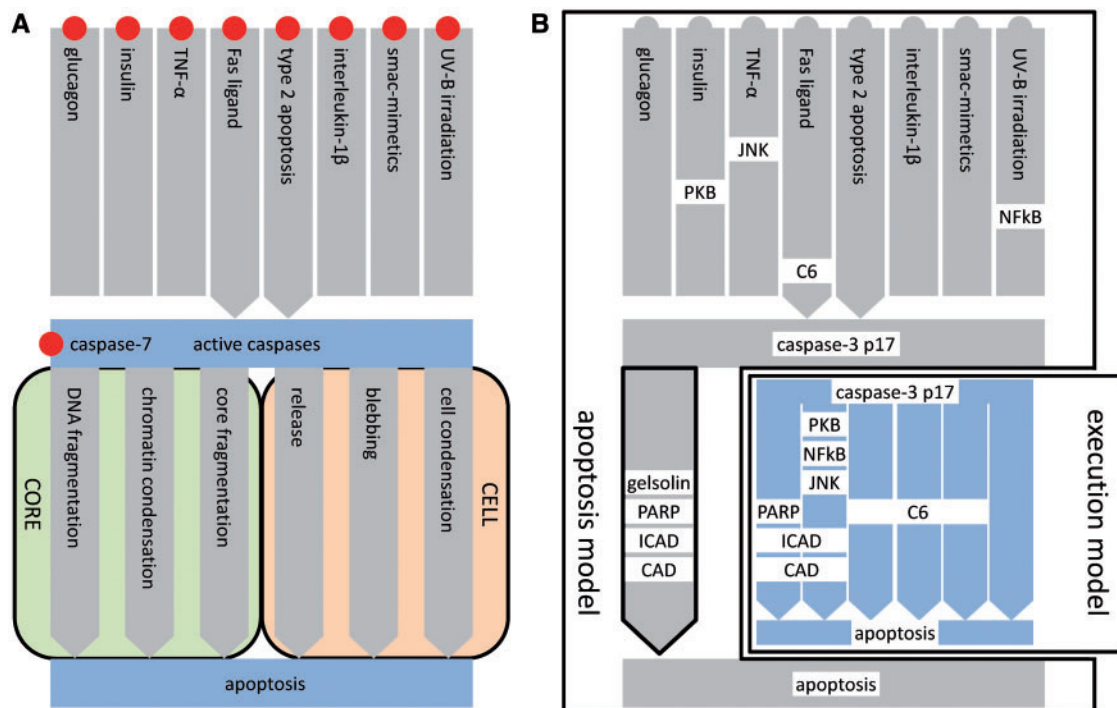 A
glucagon
insulin
TNF-α
Fas ligand
type 2 apoptosis
interleukin-1β
smac-mimetics
UV-B irradiation
caspase-7
active caspases
CORE
DNA fragmentation
chromatin condensation
core fragmentation
release
blebbing
cell condensation
CELL
apoptosis
B
glucagon
insulin
TNF-α
Fas ligand
type 2 apoptosis
interleukin-1β
smac-mimetics
UV-B irradiation
JNK
PKB
NFkB
C6
caspase-3 p17
apoptosis model
gelsolin
PARP
ICAD
CAD
caspase-3 p17
PKB
NFkB
JNK
PARP
C6
ICAD
CAD
apoptosis
execution model
apoptosis